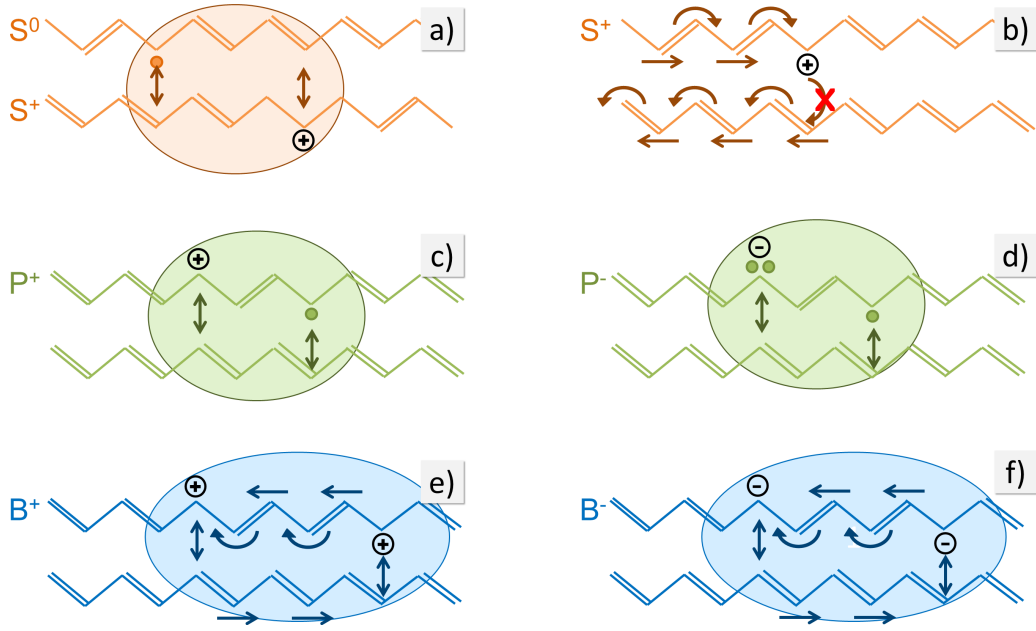 S⁰
a)
S⁺
S⁺
b)
+
+
X
P⁺
+
c)
P⁻
−
d)
B⁺
+
e)
+
B⁻
−
f)
−